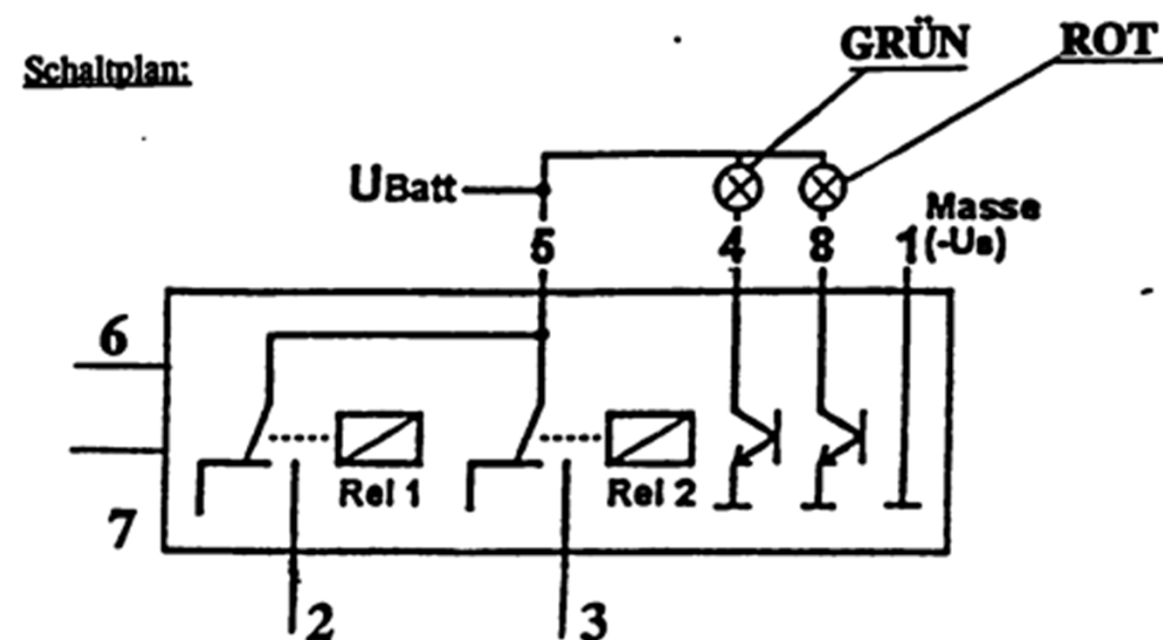 GRÜN
ROT
Schaltplan:
UBatt
Masse
5
4
8
1(-Us)
6
Rel 1
Rel 2
7
2
3